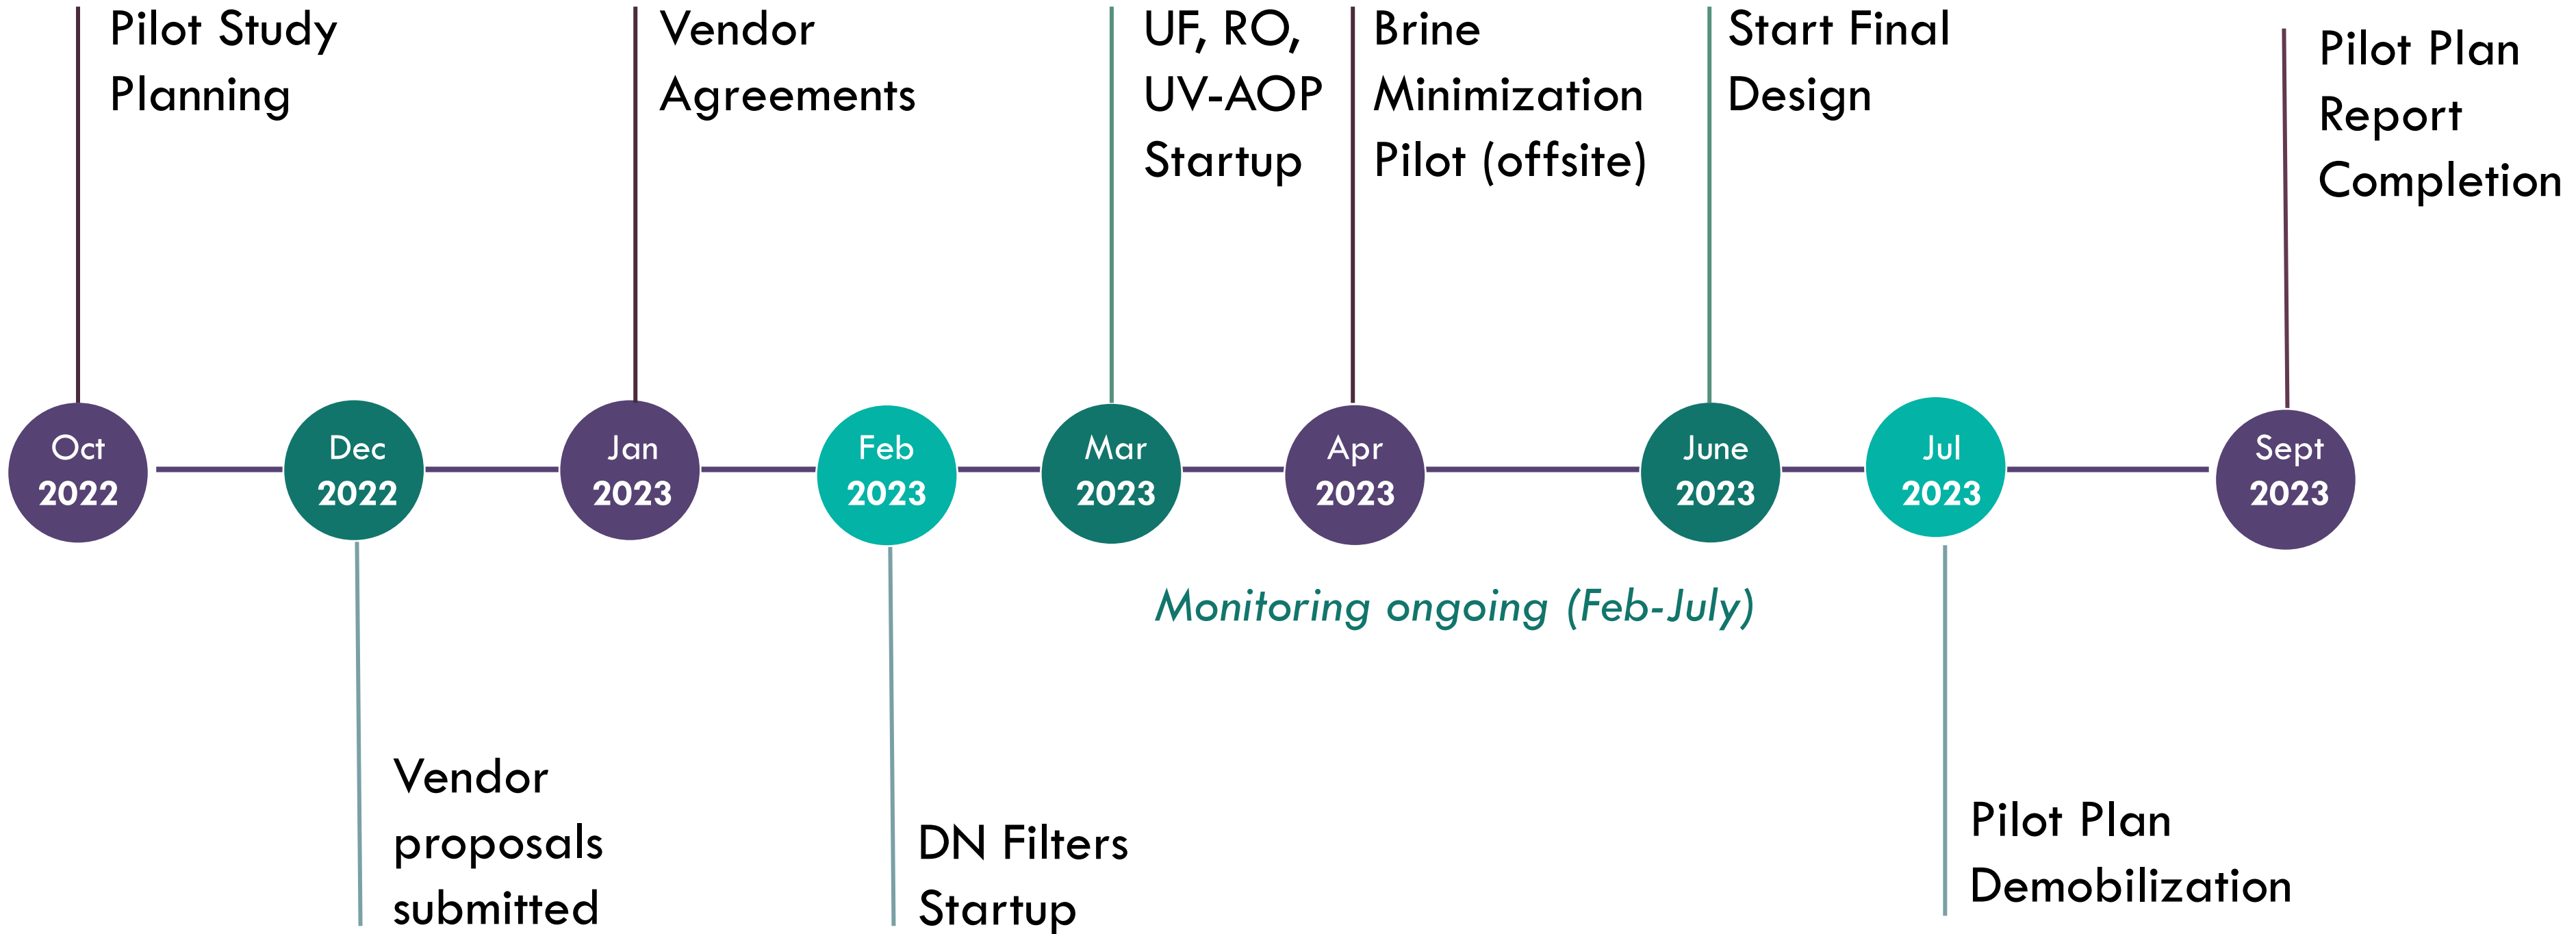 Pilot Study
Planning
Vendor
Agreements
UF, RO,
UV-AOP
Startup
Brine
Minimization
Pilot (offsite)
Start Final
Design
Pilot Plan
Report
Completion
Oct
2022
Dec
2022
Jan
2023
Feb
2023
Mar
2023
Apr
2023
June
2023
Jul
2023
Sept
2023
Monitoring ongoing (Feb-July)
Vendor
proposals
submitted
DN Filters
Startup
Pilot Plan
Demobilization